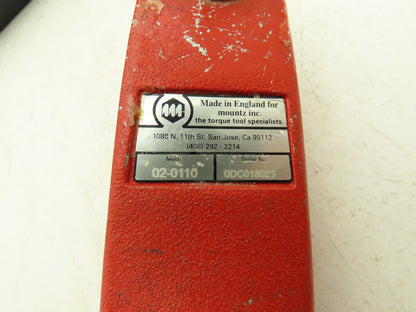 Made in England for
mountz inc.
the torque tool specialists
1080 N. 11th St. San Jose, Ca 95112
(408) 292 - 2214
Model Serial No.
02-0110 0DC018023